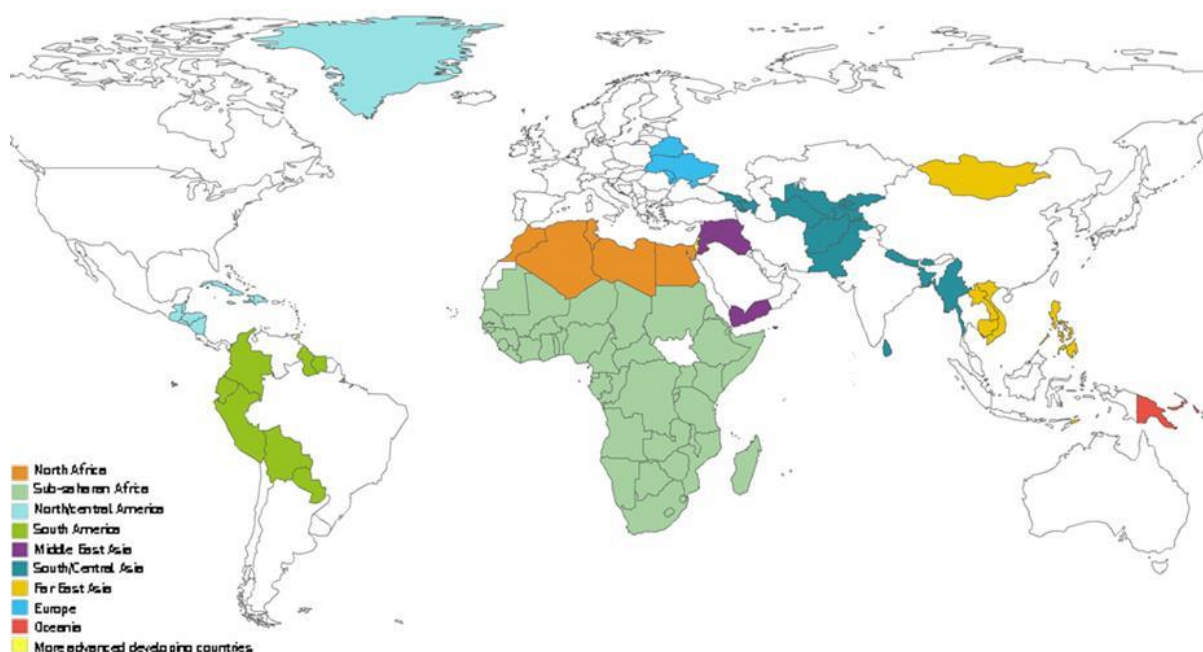 North Africa
Sub-saharan Africa
North/central America
South America
Middle East Asia
South/Central Asia
Far East Asia
Europe
Oceania
More advanced developing countries